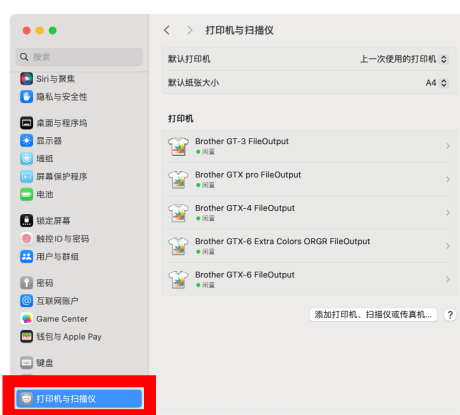 打印机与扫描仪
搜索
默认打印机
上一次使用的打印机
Siri与聚焦
默认纸张大小
A4
隐私与安全性
打印机
桌面与程序坞
显示器
Brother GT-3 FileOutput
闲置
墙纸
屏幕保护程序
Brother GTX pro FileOutput
闲置
电池
Brother GTX-4 FileOutput
闲置
锁定屏幕
触控ID与密码
Brother GTX-6 Extra Colors ORGR FileOutput
闲置
用户与群组
密码
Brother GTX-6 FileOutput
闲置
互联网账户
Game Center
添加打印机、扫描仪或传真机...
?
钱包与 Apple Pay
键盘
打印机与扫描仪